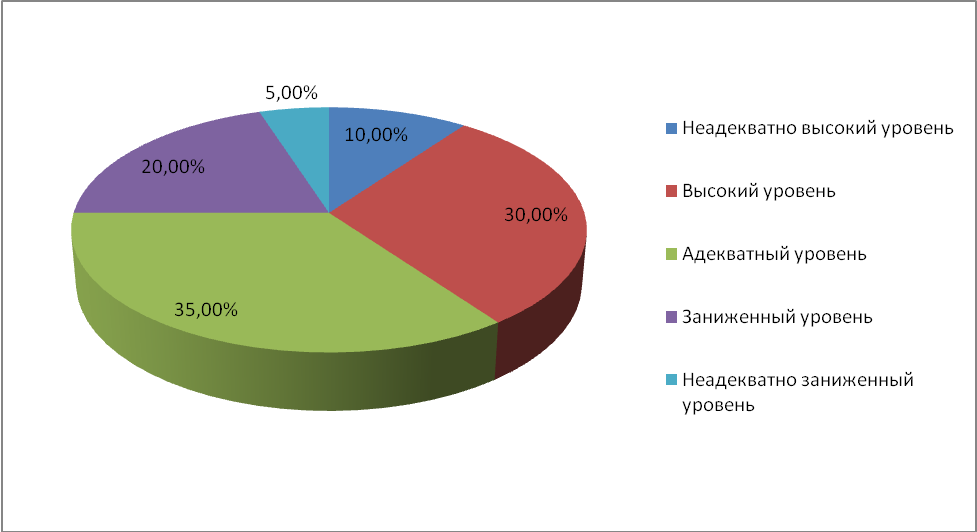 5,00%
10,00%
20,00%
30,00%
35,00%
Неадекватно высокий уровень
Высокий уровень
Адекватный уровень
Заниженный уровень
Неадекватно заниженный
уровень